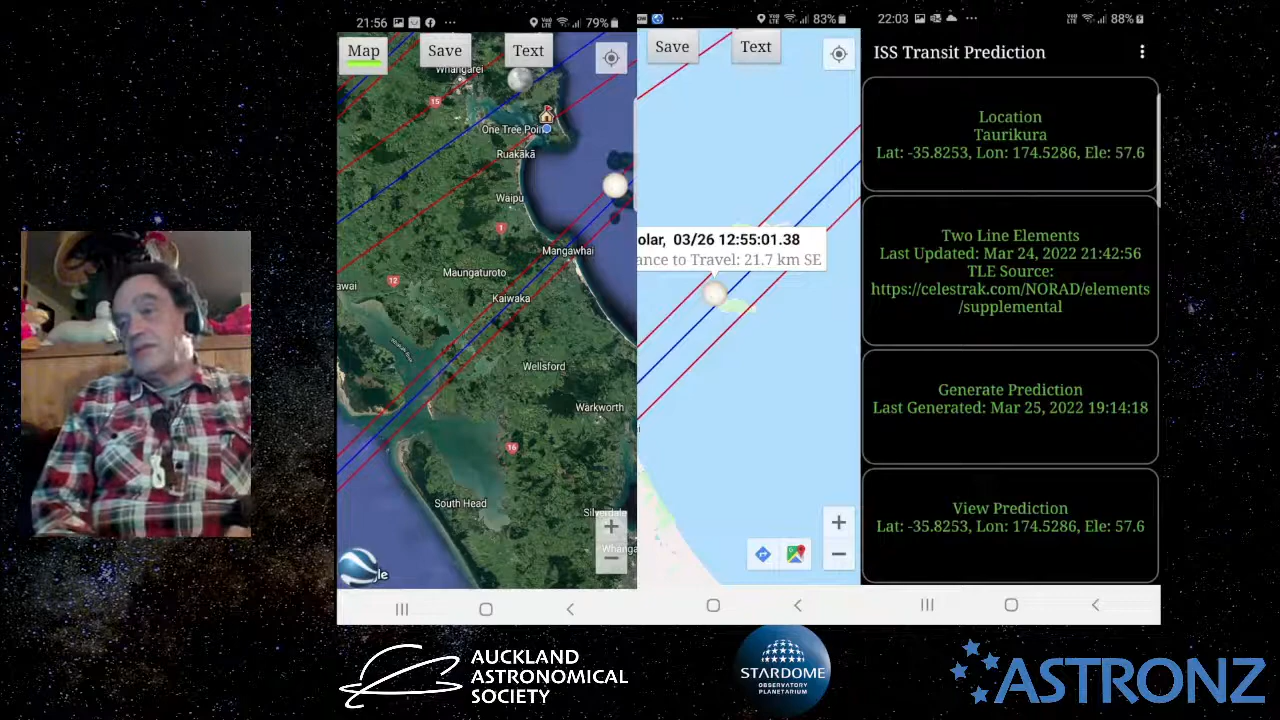 21:56
79%
Map
Save
Text
Whangarei
15
One Tree Point
Ruakākā
Waipu
1
Mangawhai
Maungaturoto
12
Kaiwaka
Wellsford
Warkworth
16
South Head
83%
Save
Text
olar, 03/26 12:55:01.38
ance to Travel: 21.7 km SE
22:03
88%
ISS Transit Prediction
Location
Taurikura
Lat: -35.8253, Lon: 174.5286, Ele: 57.6
Two Line Elements
Last Updated: Mar 24, 2022 21:42:56
TLE Source:
https://celestrak.com/NORAD/elements
/supplemental
Generate Prediction
Last Generated: Mar 25, 2022 19:14:18
View Prediction
Lat: -35.8253, Lon: 174.5286, Ele: 57.6
AUCKLAND
ASTRONOMICAL
SOCIETY
STARDOME
OBSERVATORY
PLANETARIUM
ASTRONZ